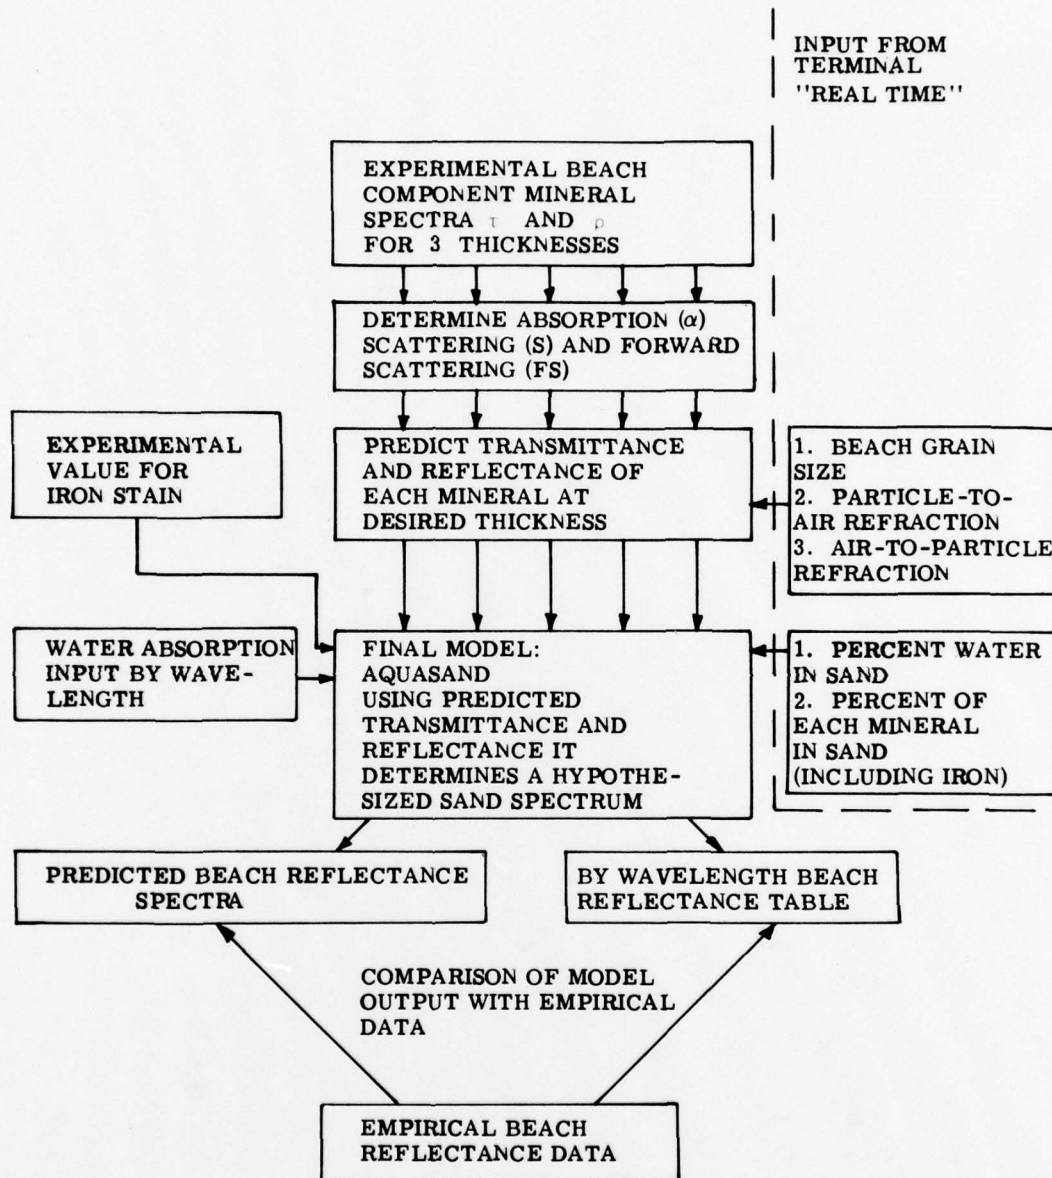 INPUT FROM
TERMINAL
"REAL TIME"
EXPERIMENTAL BEACH
COMPONENT MINERAL
SPECTRA τ AND ρ
FOR 3 THICKNESSES
DETERMINE ABSORPTION (α)
SCATTERING (S) AND FORWARD
SCATTERING (FS)
EXPERIMENTAL
VALUE FOR
IRON STAIN
PREDICT TRANSMITTANCE
AND REFLECTANCE OF
EACH MINERAL AT
DESIRED THICKNESS
1. BEACH GRAIN
SIZE
2. PARTICLE-TO-
AIR REFRACTION
3. AIR-TO-PARTICLE
REFRACTION
WATER ABSORPTION
INPUT BY WAVE-
LENGTH
FINAL MODEL:
AQUASAND
USING PREDICTED
TRANSMITTANCE AND
REFLECTANCE IT
DETERMINES A HYPOTHE-
SIZED SAND SPECTRUM
1. PERCENT WATER
IN SAND
2. PERCENT OF
EACH MINERAL
IN SAND
(INCLUDING IRON)
PREDICTED BEACH REFLECTANCE
SPECTRA
BY WAVELENGTH BEACH
REFLECTANCE TABLE
COMPARISON OF MODEL
OUTPUT WITH EMPIRICAL
DATA
EMPIRICAL BEACH
REFLECTANCE DATA